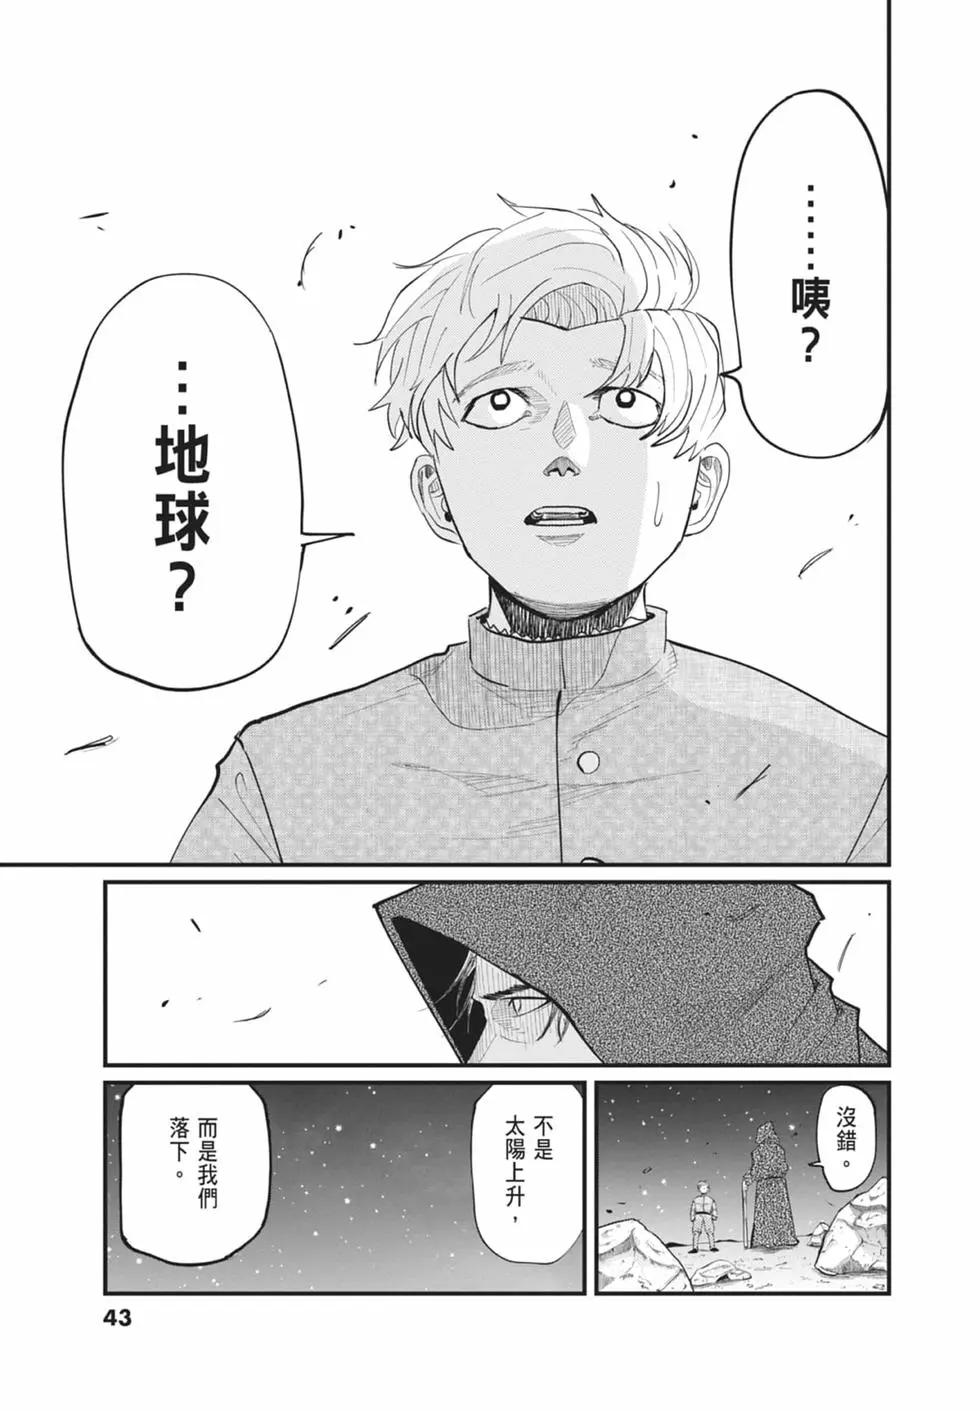 ……咦？
…地球？
沒錯。
不是
太陽上升，
而是我們
落下。
43